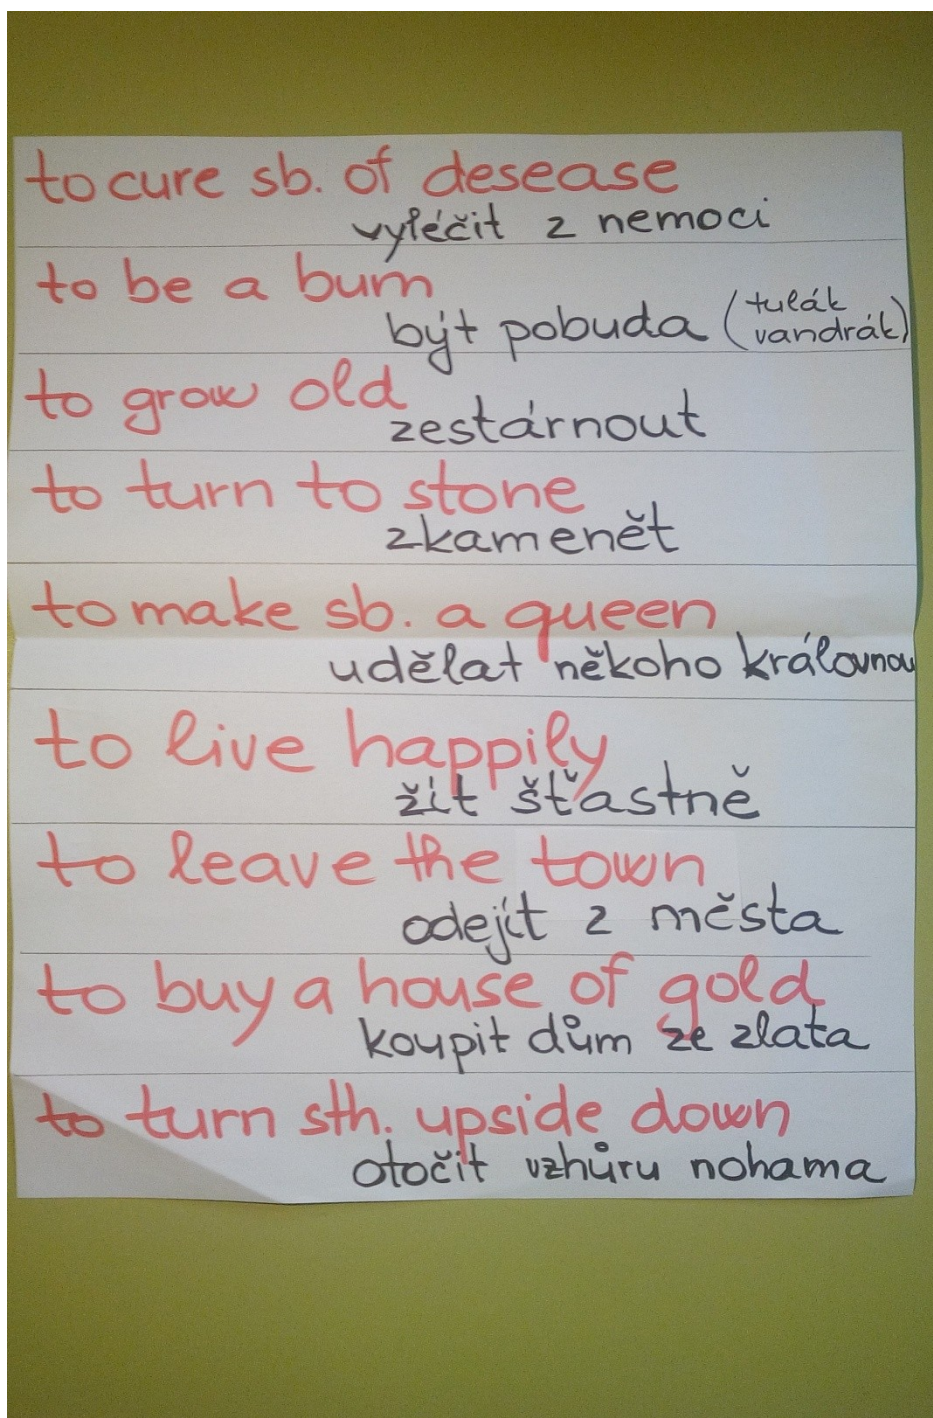 to cure sb. of desease
vyléčit z nemoci
to be a bum
být pobuda (tulák
vandrák)
to grow old
zestárnout
to turn to stone
zkamenět
to make sb. a queen
udělat někoho královnou
to live happily
žít šťastně
to leave the town
odejít z města
to buy a house of gold
koupit dům ze zlata
to turn sth. upside down
otočit vzhůru nohama